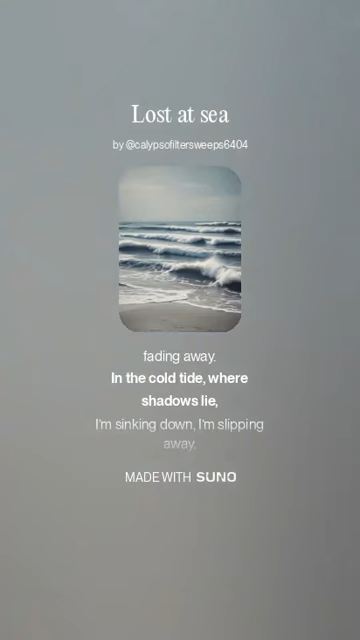 Lost at sea
by @calypsofiltersweeps6404
fading away.
In the cold tide, where
shadows lie,
I'm sinking down, I'm slipping
away,
MADE WITH SUNO